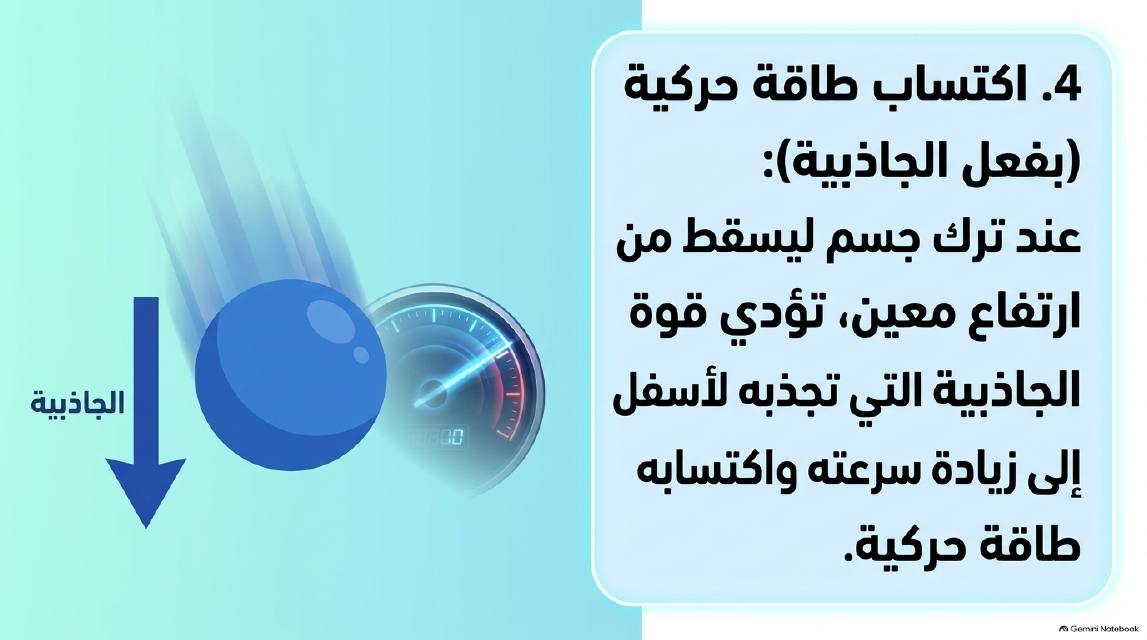 4. اكتساب طاقة حركية
(بفعل الجاذبية):
عند ترك جسم ليسقط من
ارتفاع معين، تؤدي قوة
الجاذبية التي تجذبه لأسفل
إلى زيادة سرعته واكتسابه
طاقة حركية.
الجاذبية
Gemini Notebook